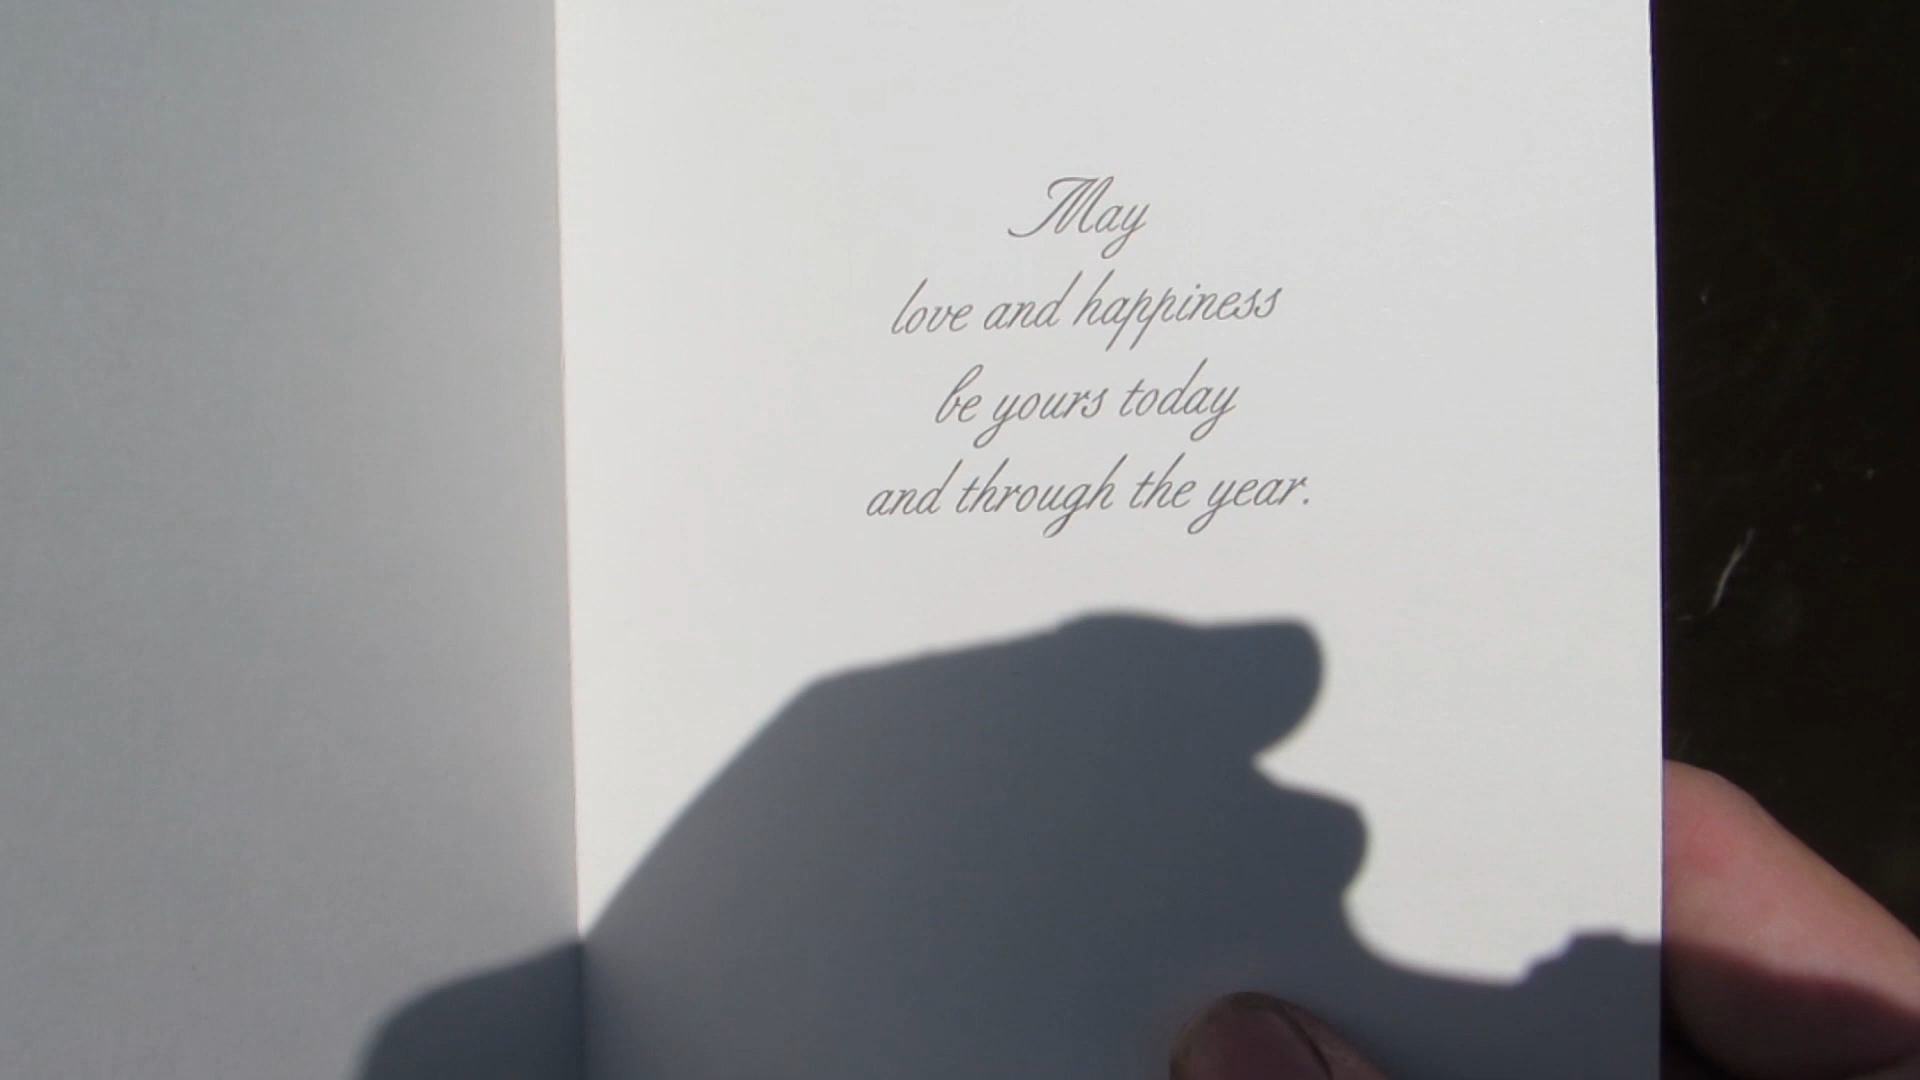 May
love and happiness
be yours today
and through the year.